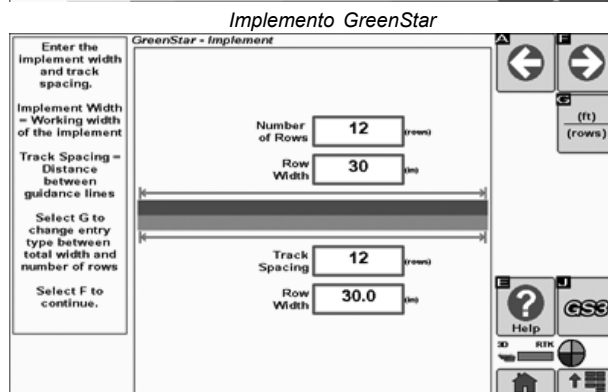 Implemento GreenStar
GreenStar - Implement
Enter the
implement width
and track
spacing.
Implement Width
= Working width
of the implement
Track Spacing =
Distance
between
guidance lines
Select G to
change entry
type between
total width and
number of rows
Select F to
continue.
Number
of Rows
12
(rows)
Row
Width
30
(in)
Track
Spacing
12
(rows)
Row
Width
30.0
(in)
A
F
G
(ft)
(rows)
E
Help
J
GS3
3D
RTK